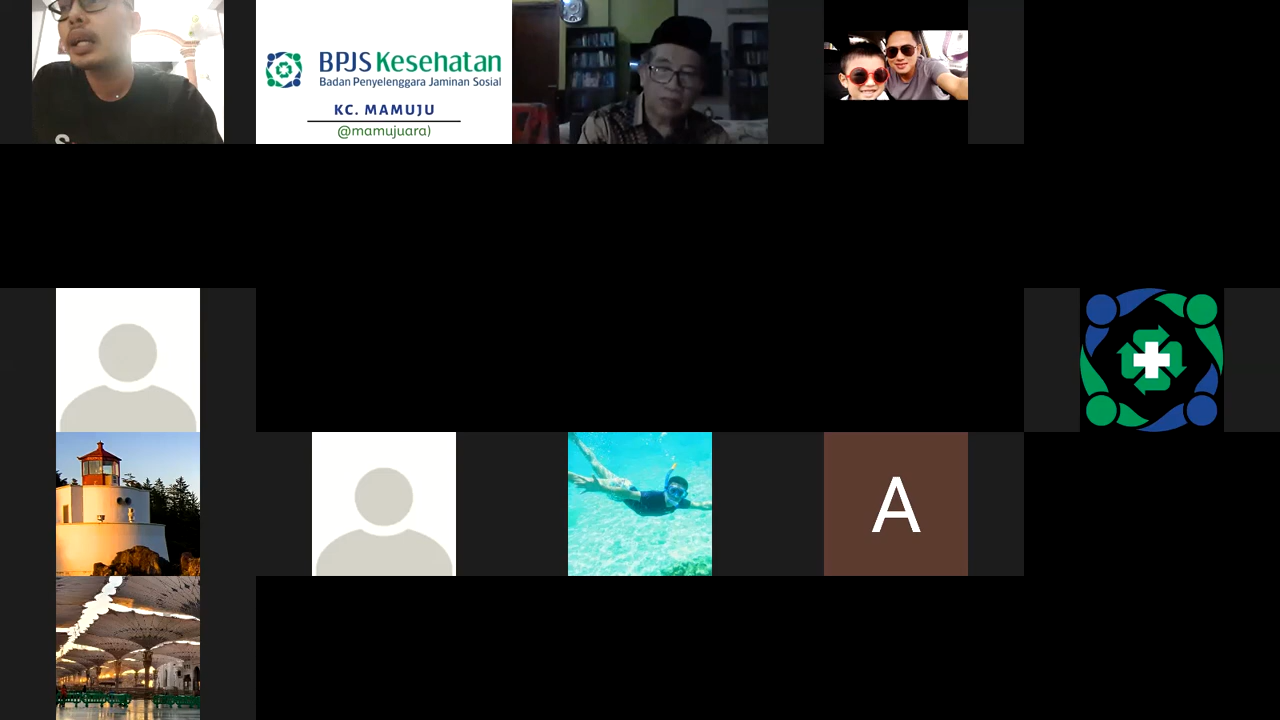 BPJS Kesehatan
Badan Penyelenggara Jaminan Sosial
KC. MAMUJU
@mamujuara)
A